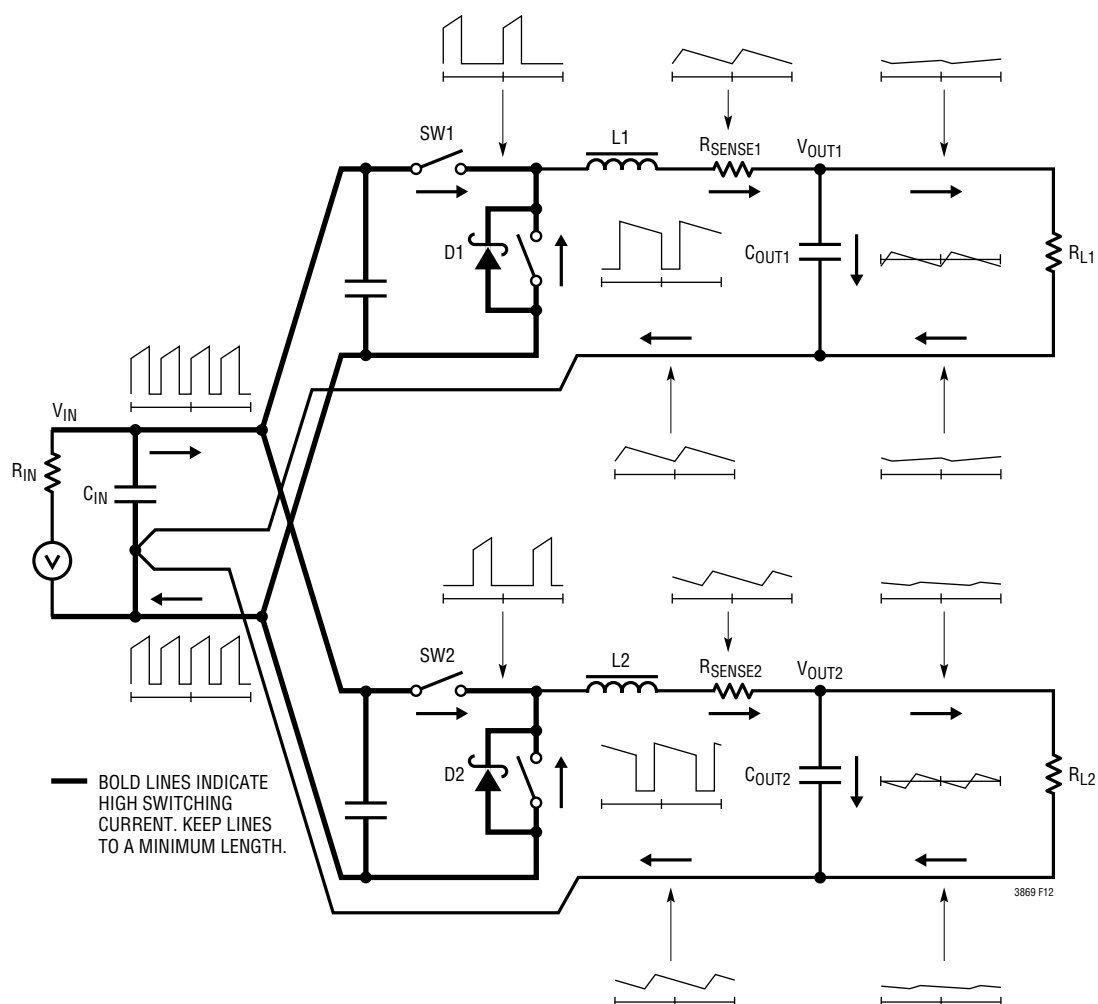 SW1
L1
RSENSE1
VOUT1
D1
COUT1
RL1
VIN
RIN
CIN
V
SW2
L2
RSENSE2
VOUT2
D2
COUT2
RL2
BOLD LINES INDICATE
HIGH SWITCHING
CURRENT. KEEP LINES
TO A MINIMUM LENGTH.
3869 F12